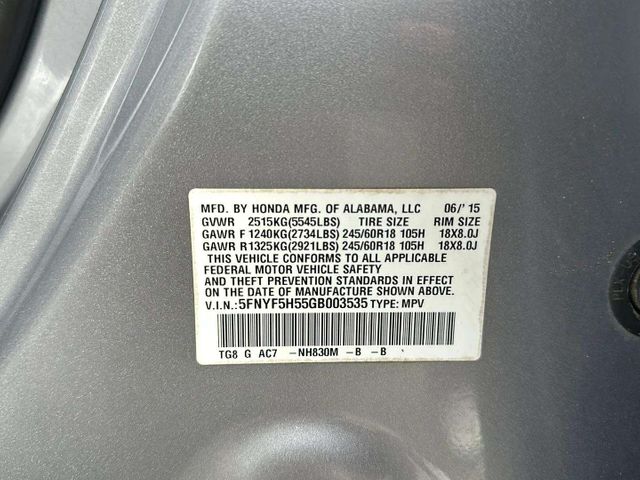 MFD. BY HONDA MFG. OF ALABAMA, LLC 06/'15
GVWR 2515KG(5545LBS) TIRE SIZE RIM SIZE
GAWR F 1240KG(2734LBS) 245/60R18 105H 18X8.0J
GAWR R1325KG(2921LBS) 245/60R18 105H 18X8.0J
THIS VEHICLE CONFORMS TO ALL APPLICABLE
FEDERAL MOTOR VEHICLE SAFETY
AND THEFT PREVENTION STANDARDS IN EFFECT
ON THE DATE OF MANUFACTURE SHOWN ABOVE.
V.I.N.:5FNYF5H55GB003535 TYPE: MPV
TG8 G AC7 -NH830M -B -B